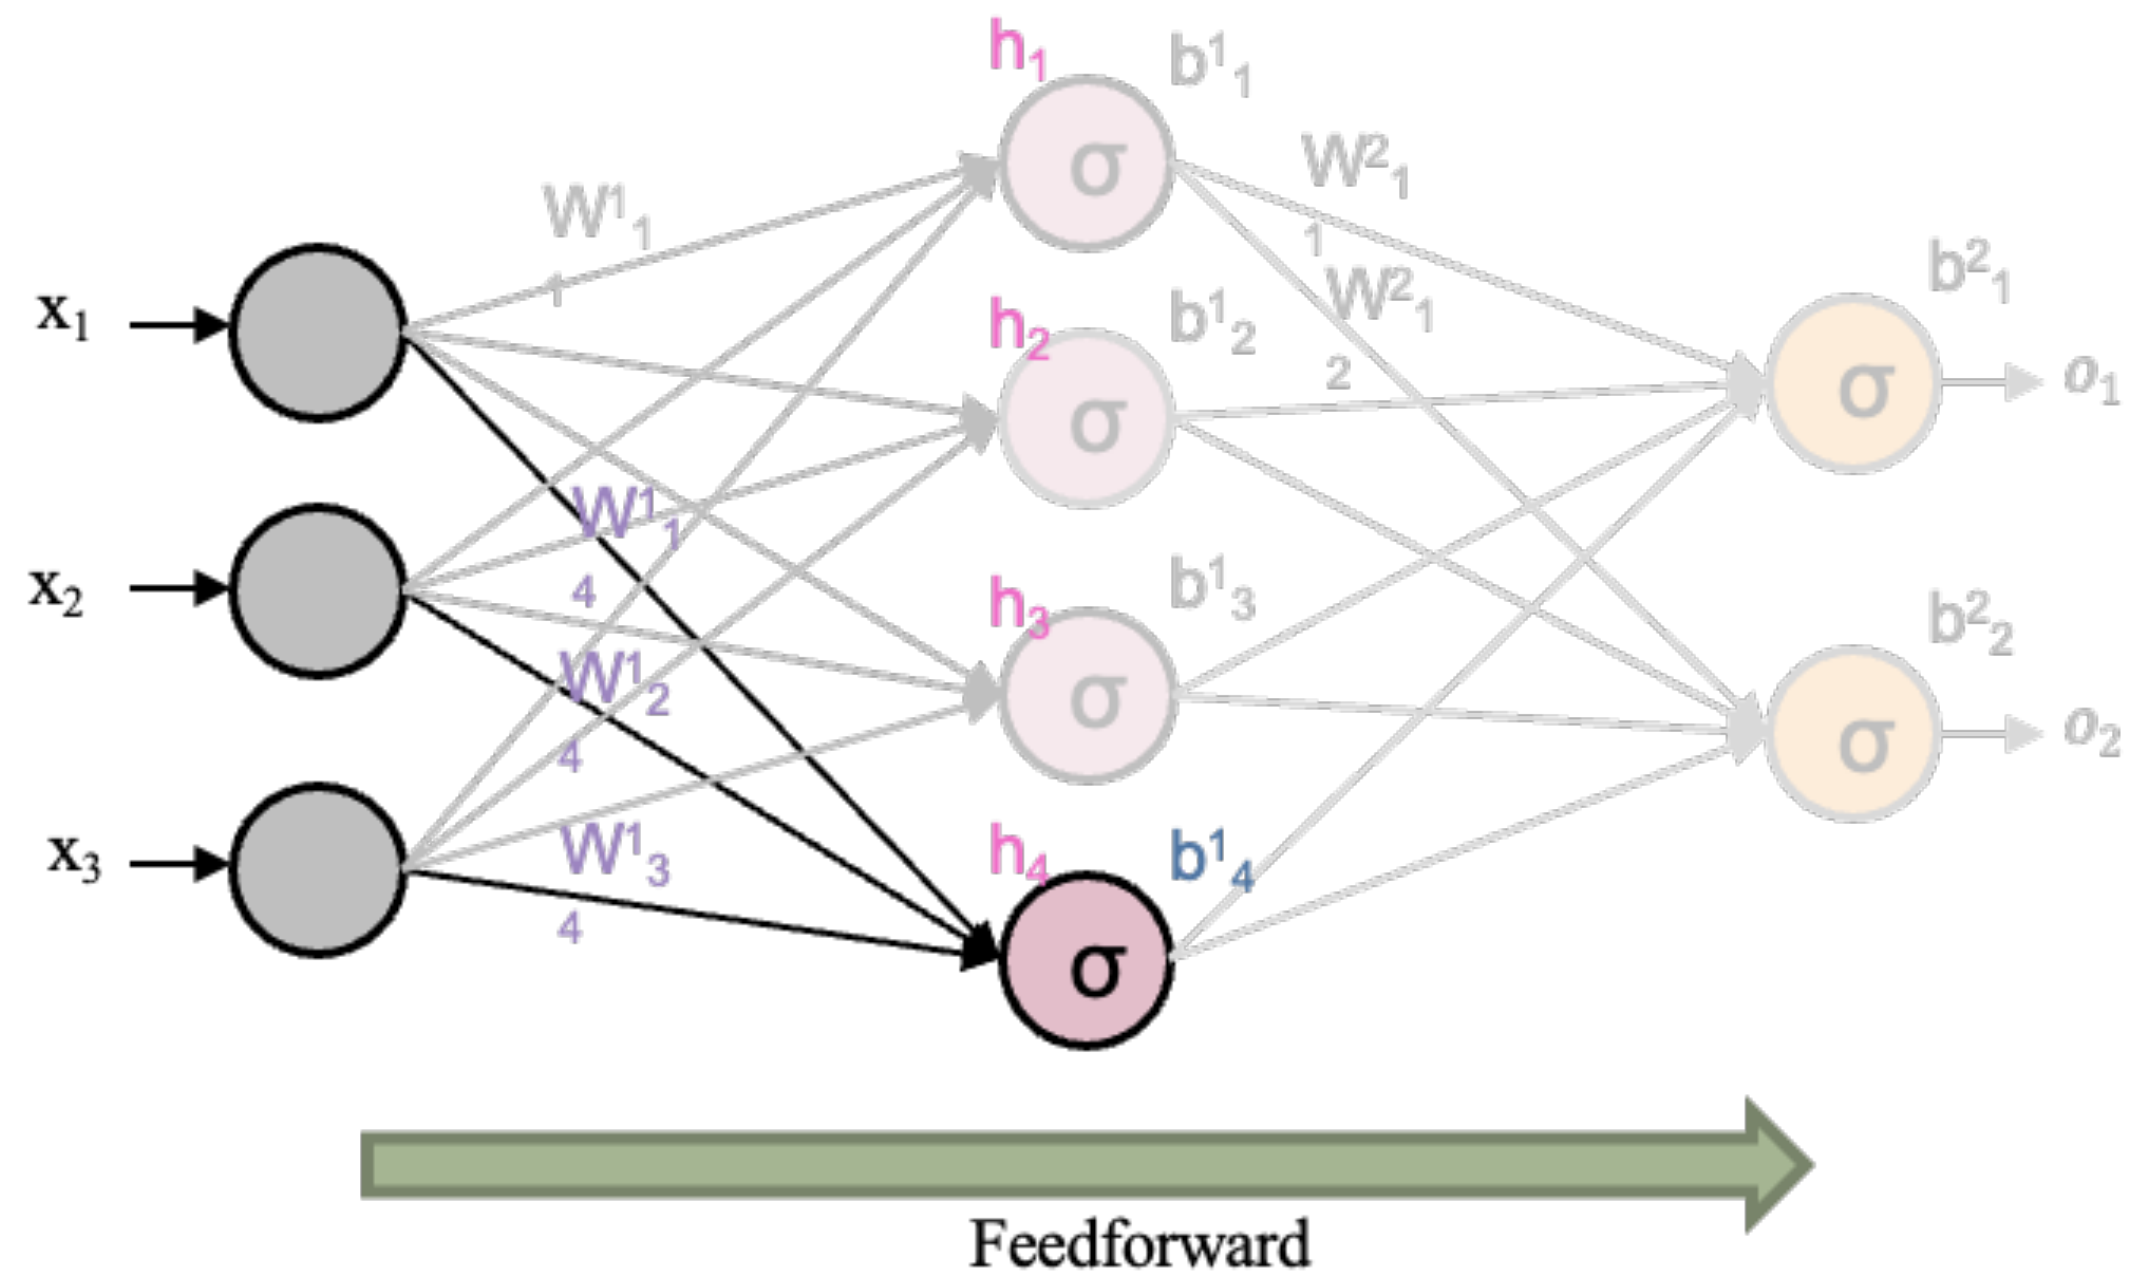 h₁
b¹₁
W¹₁
1
W²₁
1
x₁
σ
b²₁
h₂
b¹₂
W²₁
2
σ
σ
o₁
W¹₁
4
x₂
h₃
b¹₃
b²₂
W¹₂
4
σ
σ
o₂
x₃
W¹₃
4
h₄
b¹₄
σ
Feedforward